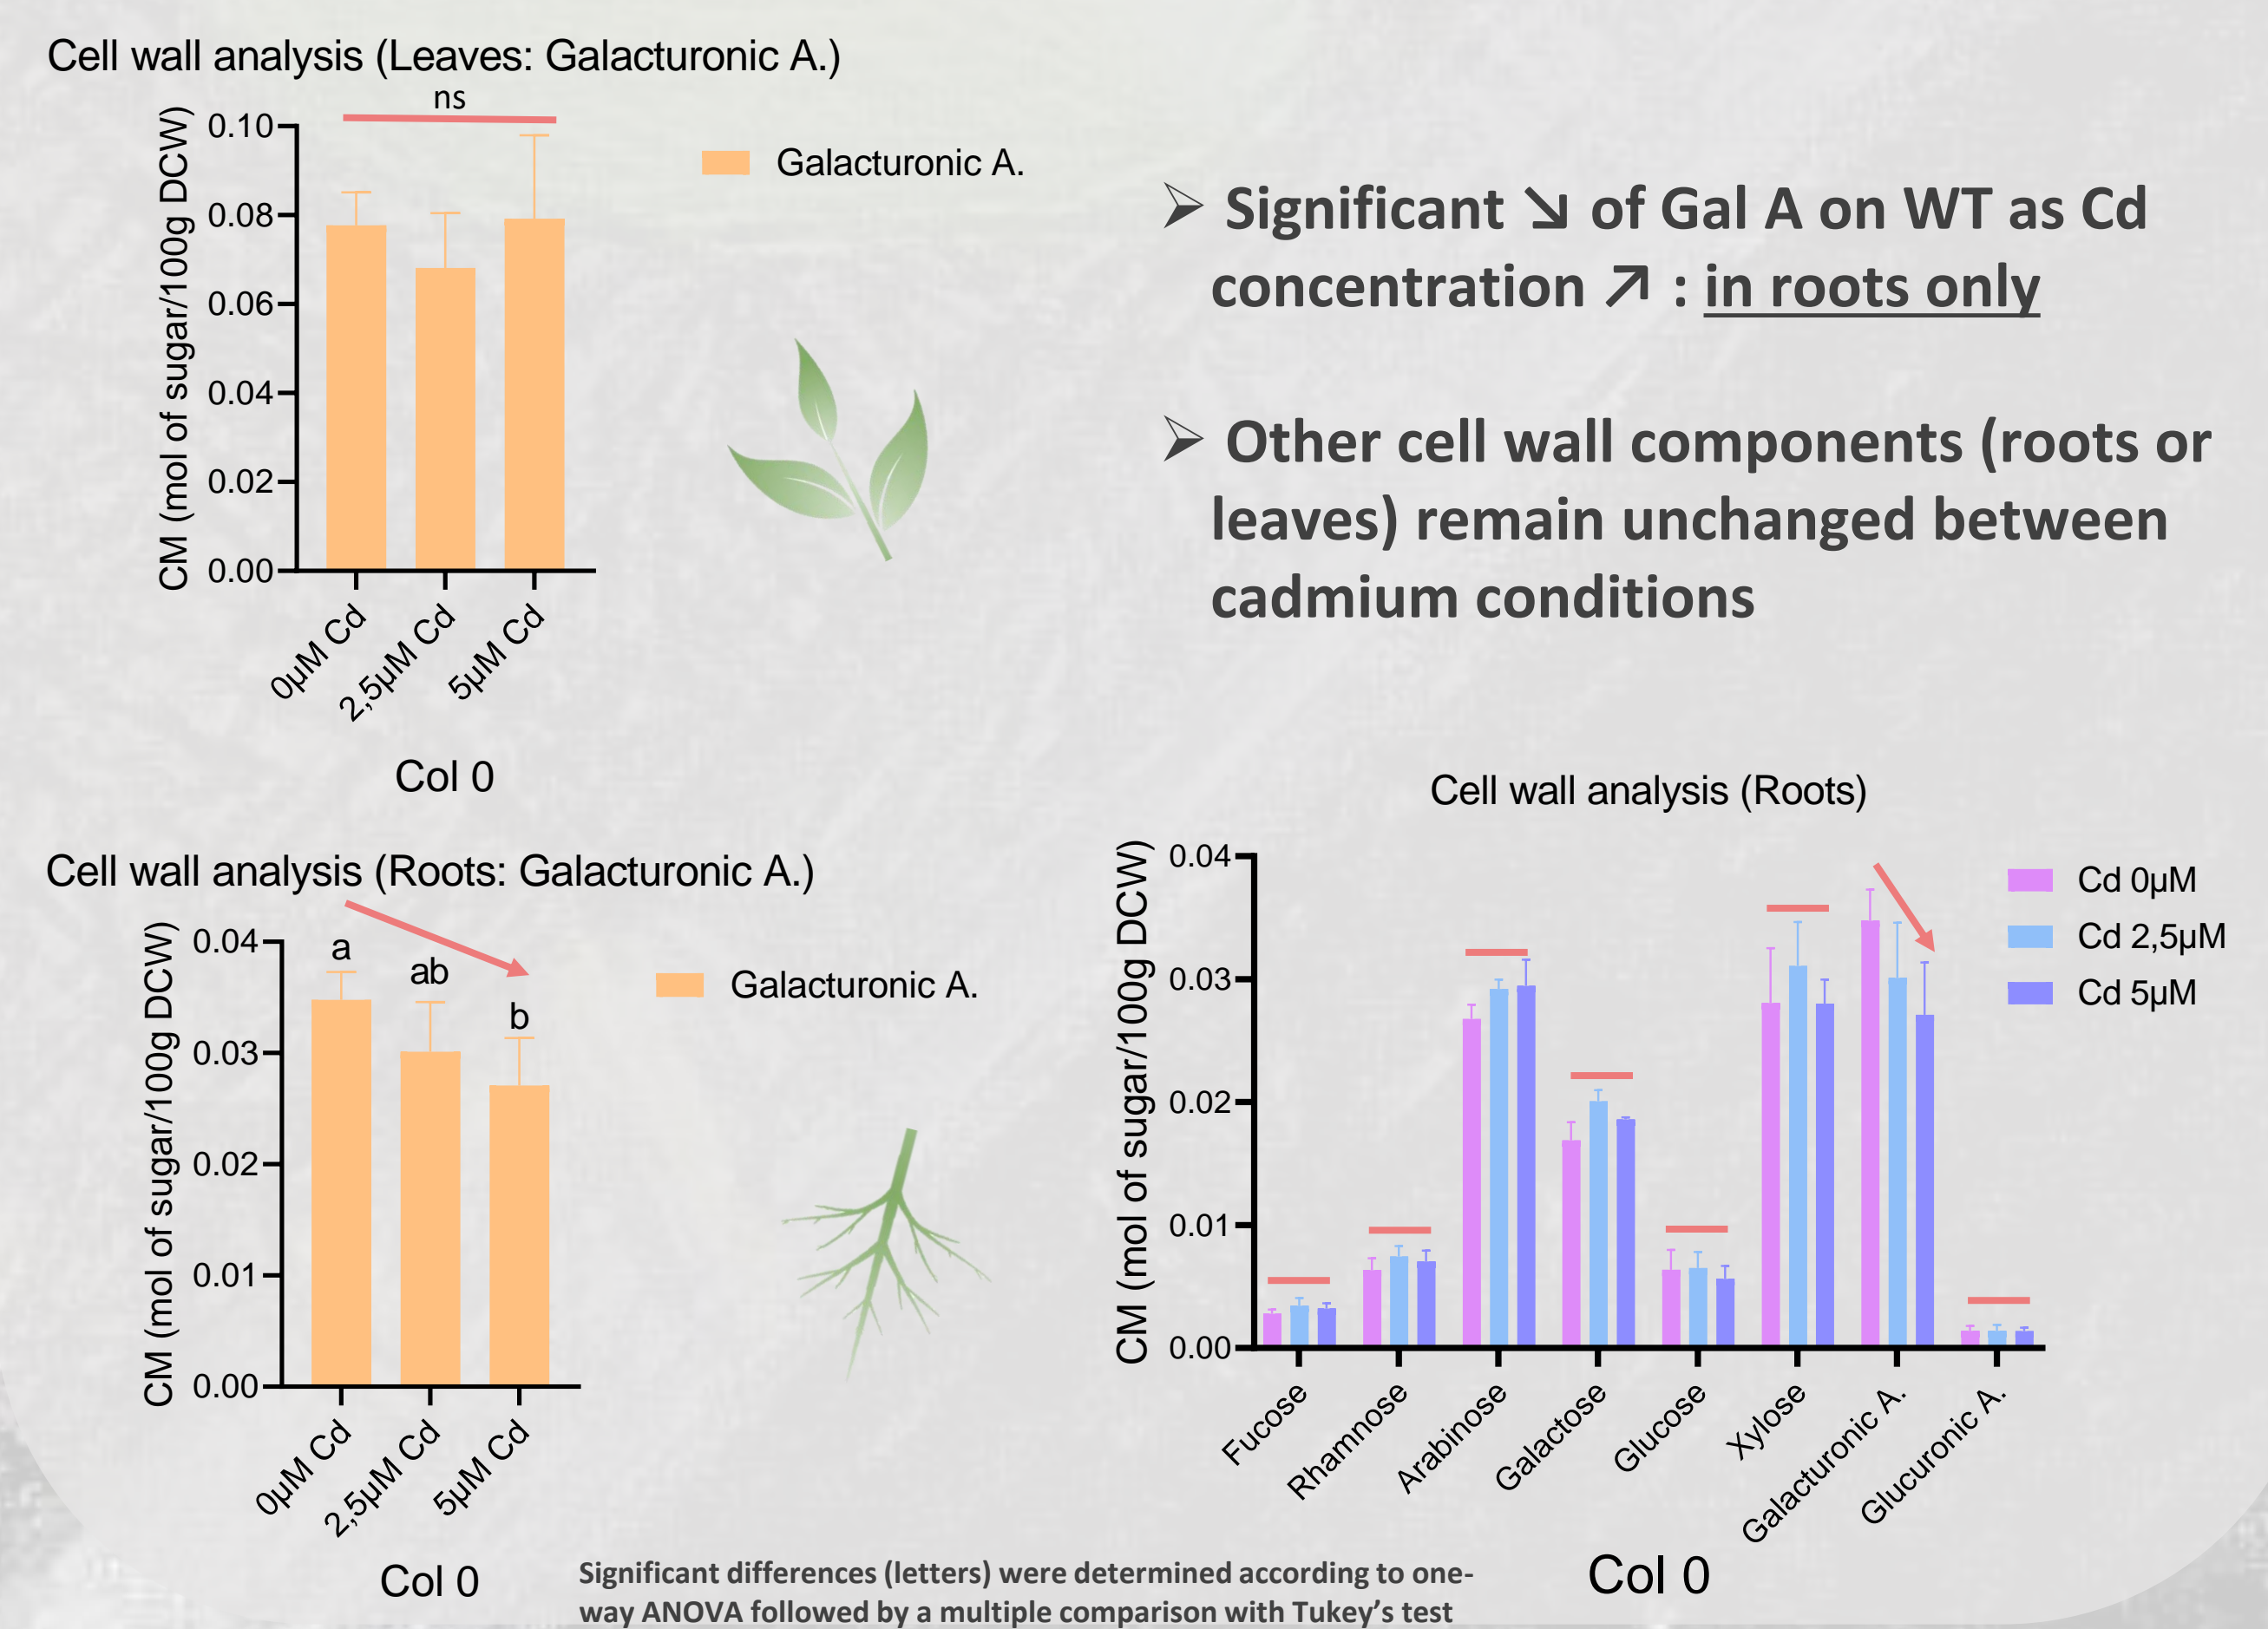 Cell wall analysis (Leaves: Galacturonic A.)
ns
CM (mol of sugar/100g DCW)
0.10
0.08
0.06
0.04
0.02
0.00
0µM Cd
2,5µM Cd
5µM Cd
Col 0
Galacturonic A.
➢ Significant ↘ of Gal A on WT as Cd
concentration ↗ : in roots only
➢ Other cell wall components (roots or
leaves) remain unchanged between
cadmium conditions
Cell wall analysis (Roots: Galacturonic A.)
CM (mol of sugar/100g DCW)
0.04
0.03
0.02
0.01
0.00
a
ab
b
0µM Cd
2,5µM Cd
5µM Cd
Col 0
Galacturonic A.
Cell wall analysis (Roots)
CM (mol of sugar/100g DCW)
0.04
0.03
0.02
0.01
0.00
Fucose
Rhamnose
Arabinose
Galactose
Glucose
Xylose
Galacturonic A.
Glucuronic A.
Col 0
Cd 0µM
Cd 2,5µM
Cd 5µM
Significant differences (letters) were determined according to one-
way ANOVA followed by a multiple comparison with Tukey’s test